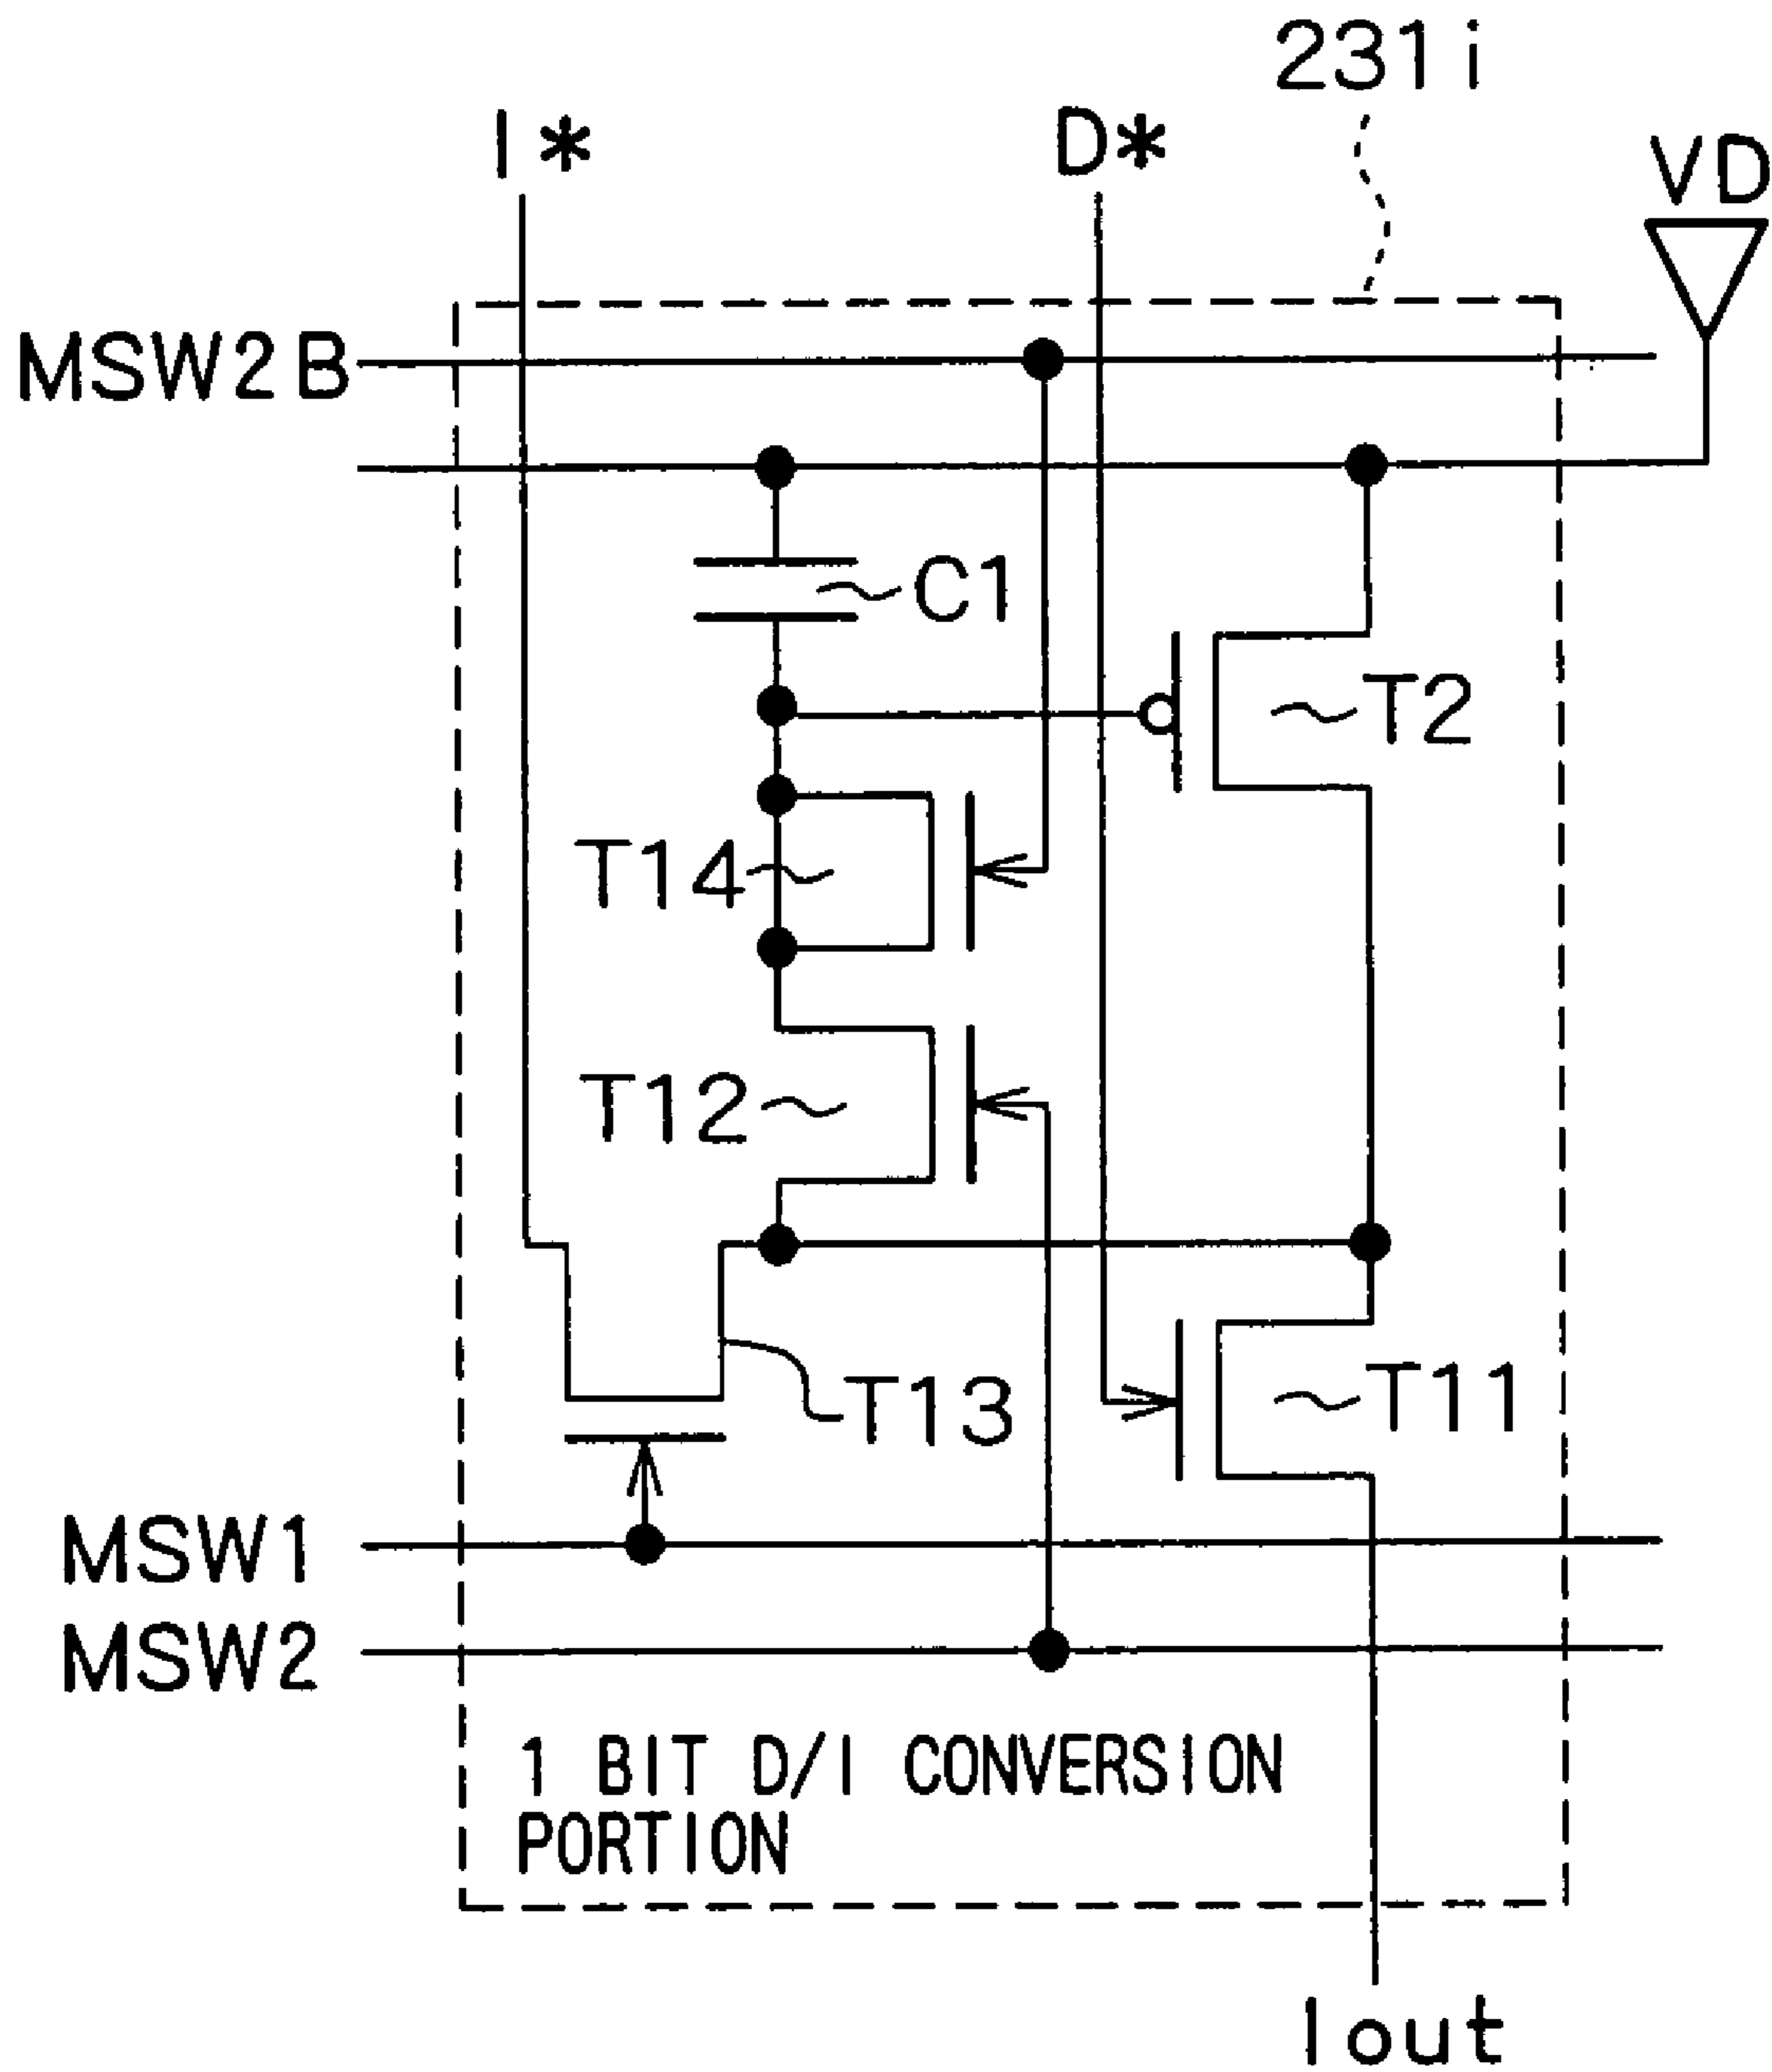 231i
I*
D*
VD
MSW2B
C1
T2
T14
T12
T13
T11
MSW1
MSW2
1 BIT D/I CONVERSION
PORTION
Iout